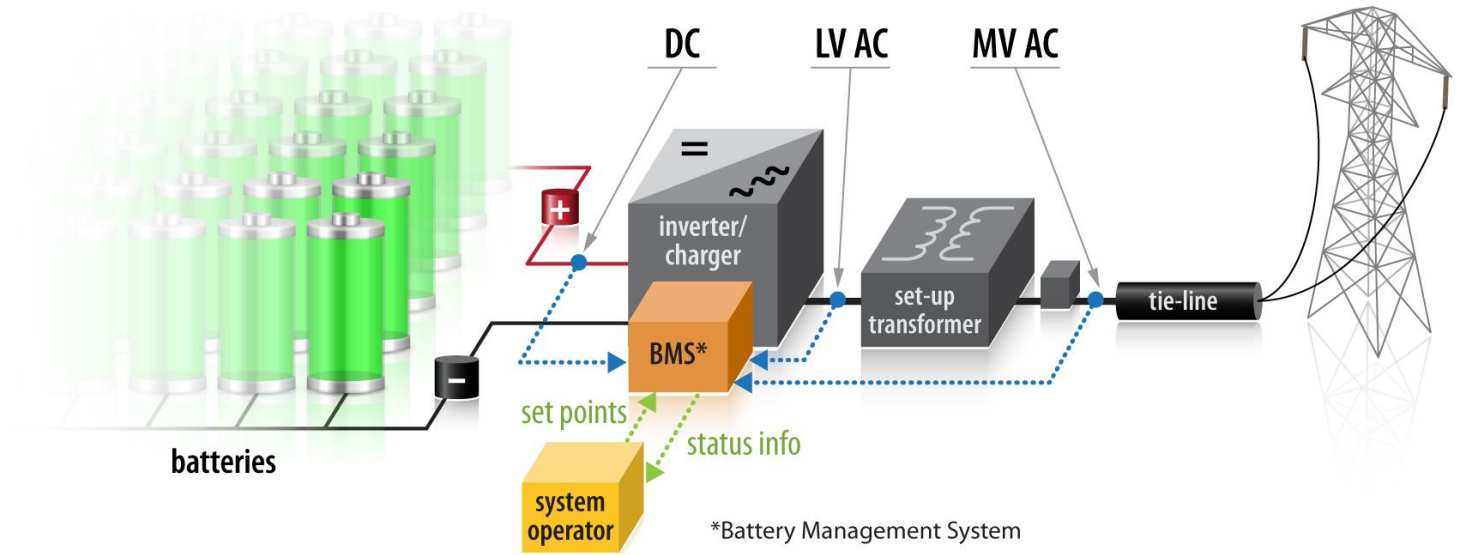 DC
LV AC
MV AC
=
+
inverter/
charger
set-up
transformer
tie-line
BMS*
-
set points
status info
batteries
system
operator
*Battery Management System